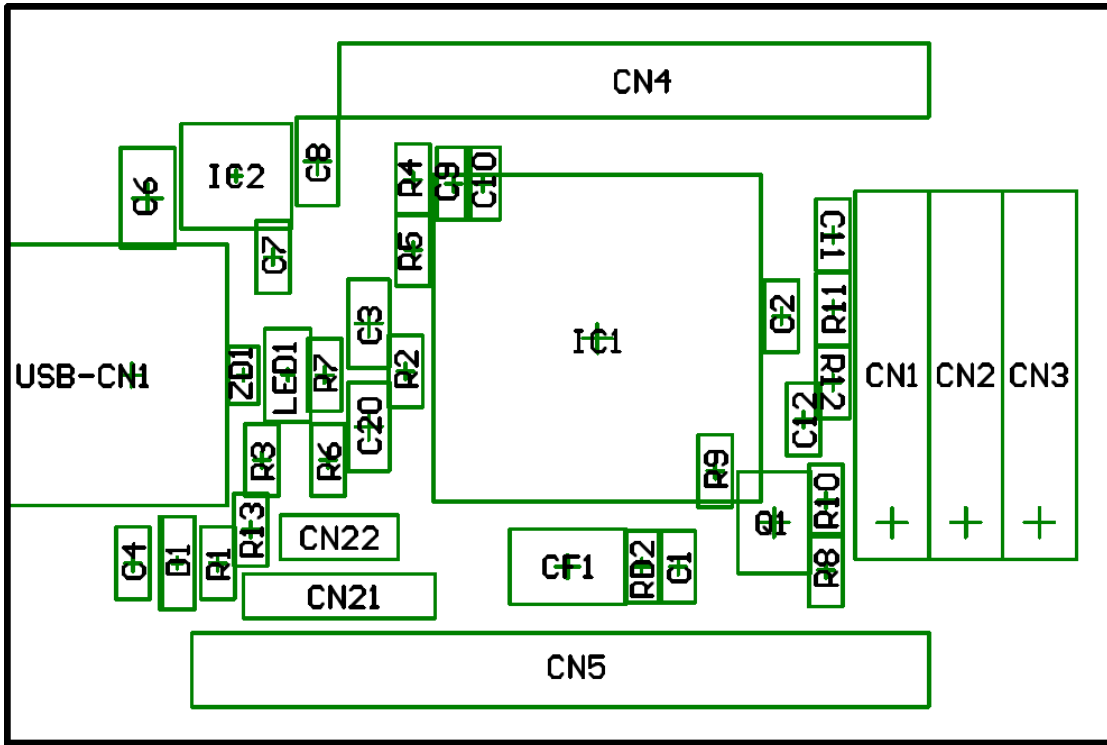 CN4
C8
IC2
R4
C9
C10
C6
C11
R5
C7
R11
C2
C3
IC1
USB-CN1
ZD1
LED1
R7
R2
R12
CN1
CN2
CN3
C12
C20
R3
R6
R9
R10
Q1
R13
CN22
C4
D1
R1
CF1
RD2
C1
R8
CN21
CN5